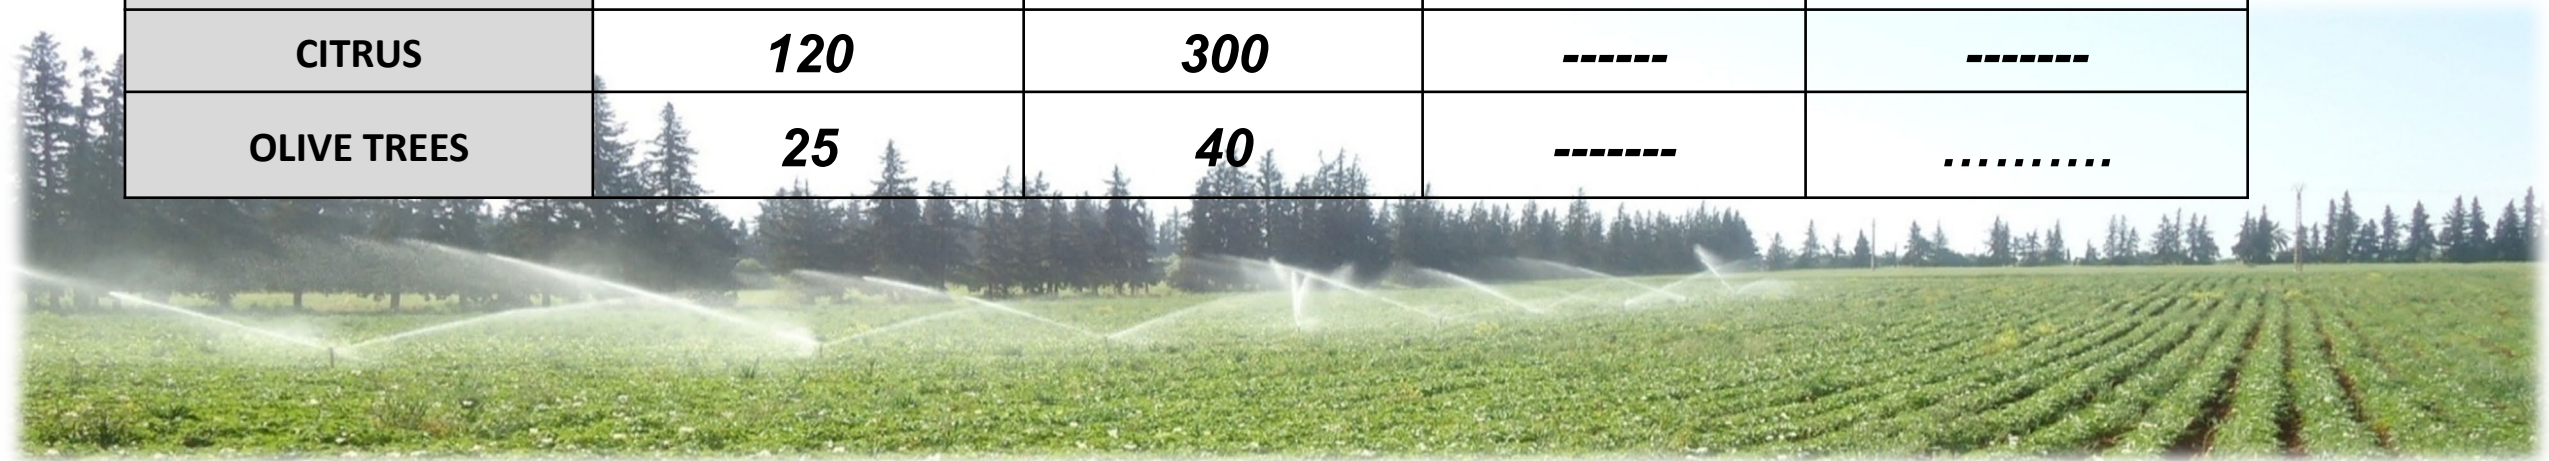 CITRUS 120 300 ------ -------
OLIVE TREES 25 40 ------- ..........